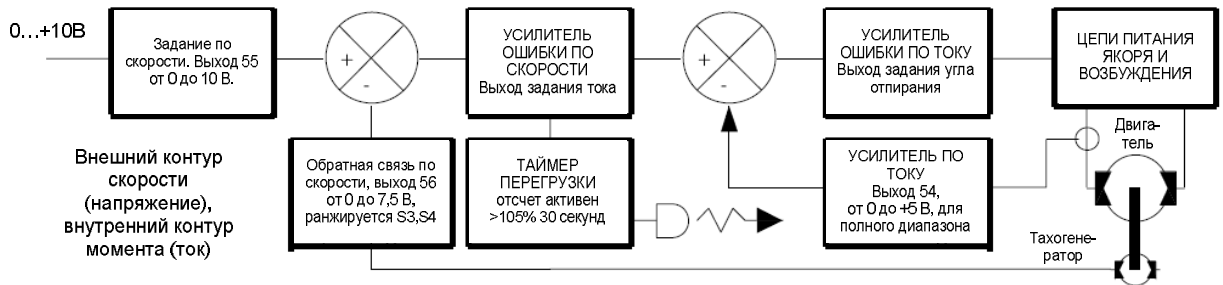 0...+10В
Задание по
скорости. Выход 55
от 0 до 10 В.
+
-
УСИЛИТЕЛЬ
ОШИБКИ ПО
СКОРОСТИ
Выход задания тока
+
-
УСИЛИТЕЛЬ
ОШИБКИ ПО ТОКУ
Выход задания угла
отпирания
ЦЕПИ ПИТАНИЯ
ЯКОРЯ И
ВОЗБУЖДЕНИЯ
Внешний контур
скорости
(напряжение),
внутренний контур
момента (ток)
Обратная связь по
скорости, выход 56
от 0 до 7,5 В,
ранжируется S3,S4
ТАЙМЕР
ПЕРЕГРУЗКИ
отсчет активен
>105% 30 секунд
УСИЛИТЕЛЬ ПО
ТОКУ
Выход 54,
от 0 до +5 В, для
полного диапазона
Двига-
тель
Тахогене-
ратор